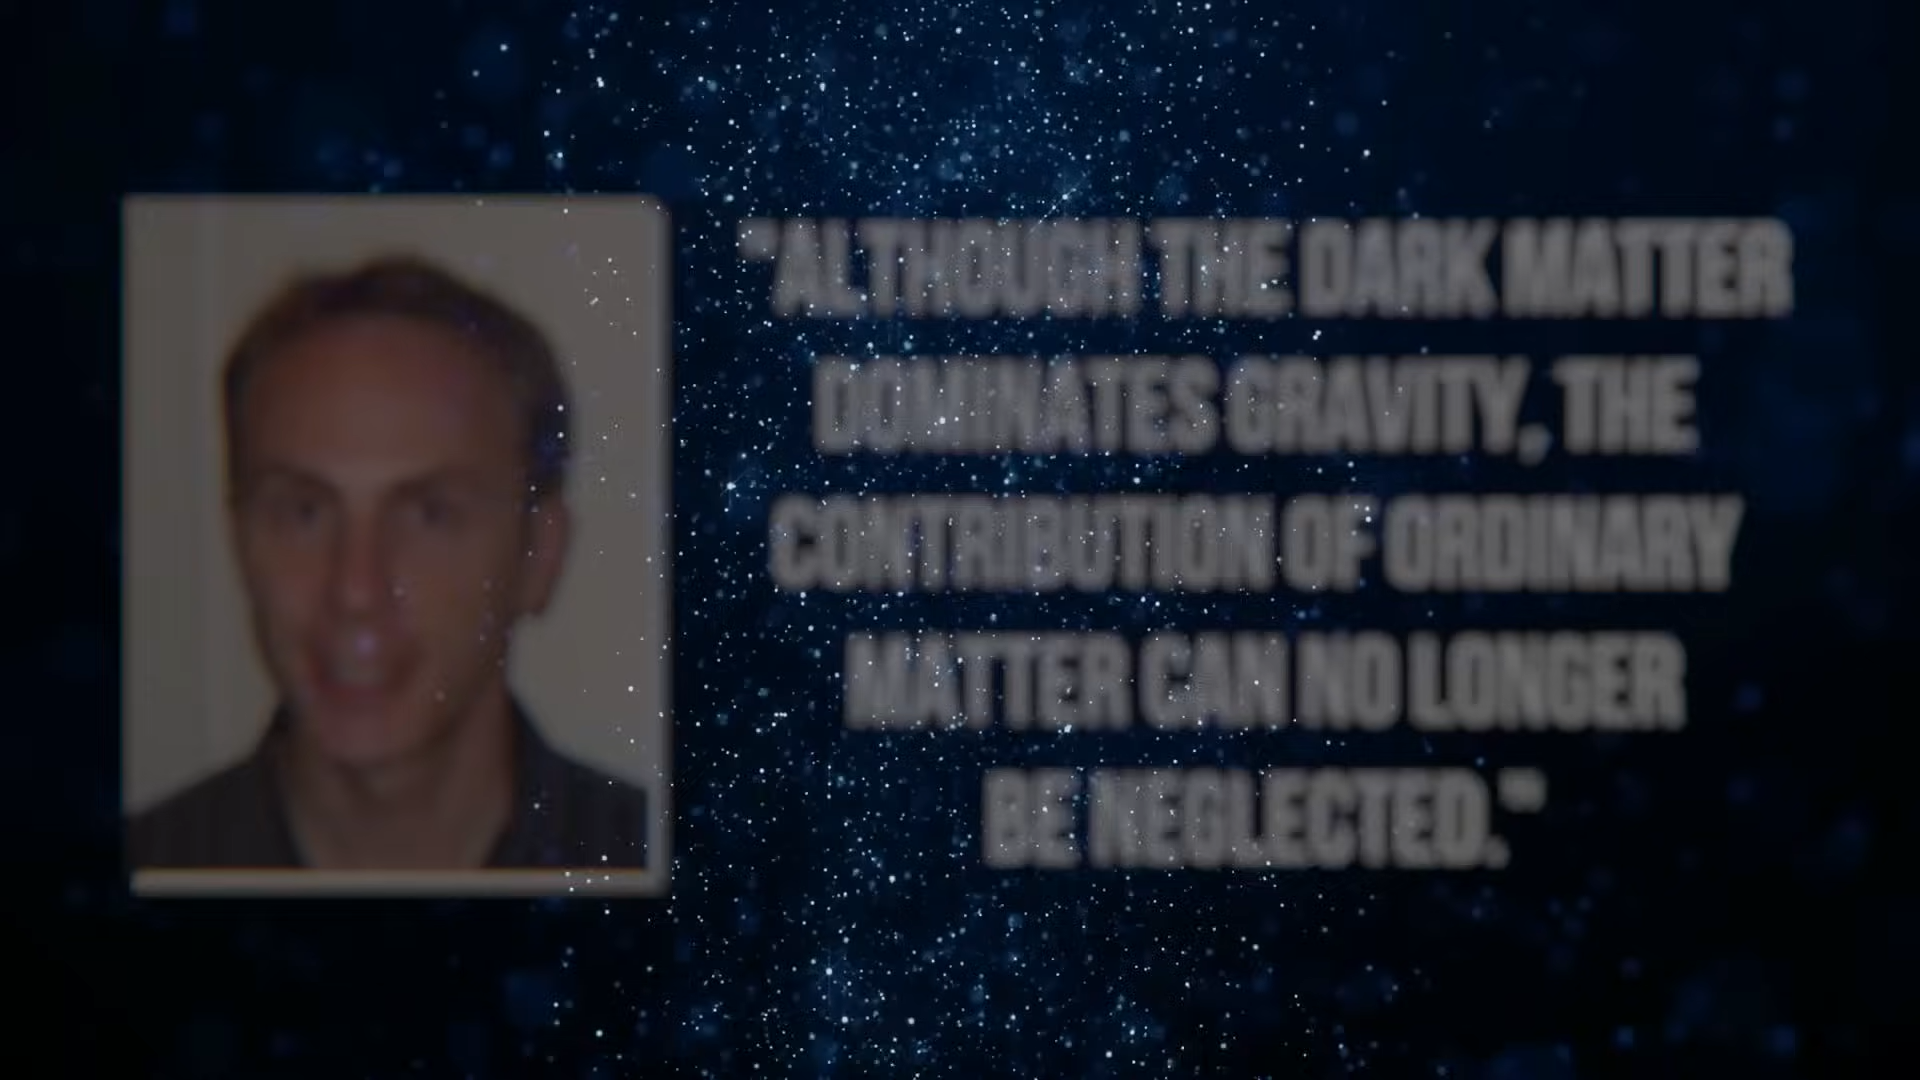 "ALTHOUGH THE DARK MATTER
DOMINATES GRAVITY, THE
CONTRIBUTION OF ORDINARY
MATTER CAN NO LONGER
BE NEGLECTED."